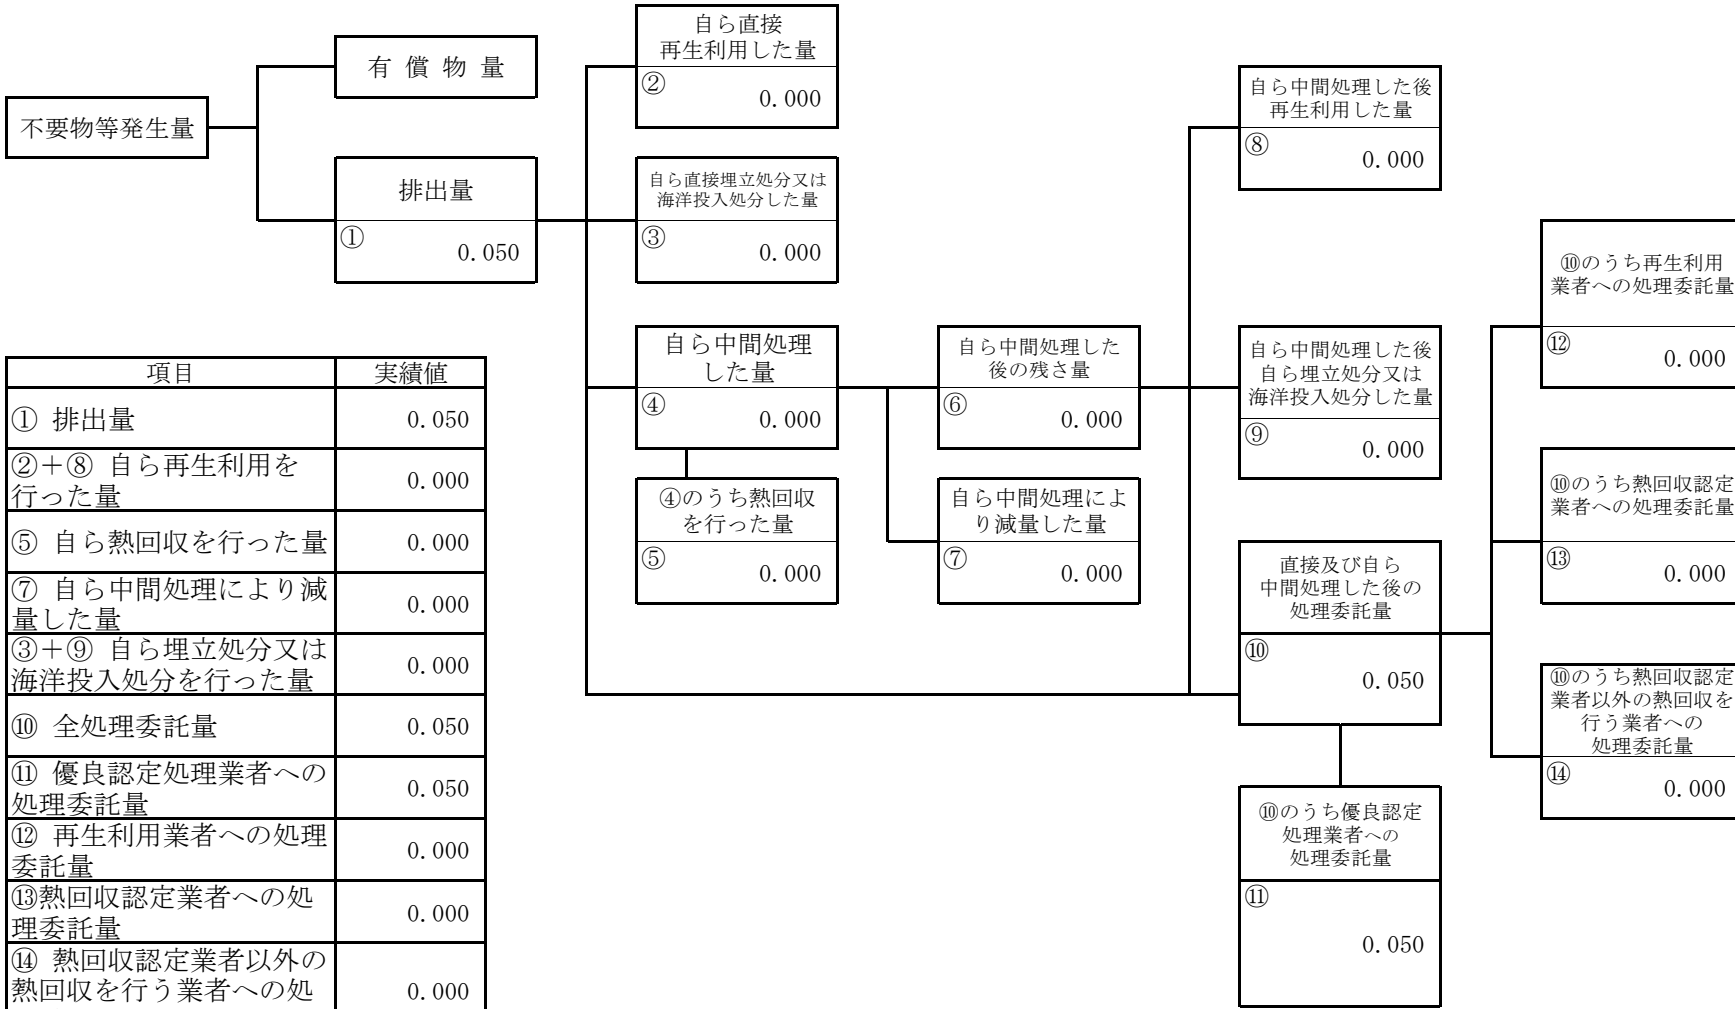 不要物等発生量
有 償 物 量
排出量
①
0.050
自ら直接
再生利用した量
②
0.000
自ら直接埋立処分又は
海洋投入処分した量
③
0.000
自ら中間処理
した量
④
0.000
④のうち熱回収
を行った量
⑤
0.000
自ら中間処理した
後の残さ量
⑥
0.000
自ら中間処理によ
り減量した量
⑦
0.000
自ら中間処理した後
再生利用した量
⑧
0.000
自ら中間処理した後
自ら埋立処分又は
海洋投入処分した量
⑨
0.000
直接及び自ら
中間処理した後の
処理委託量
⑩
0.050
⑩のうち優良認定
処理業者への
処理委託量
⑪
0.050
⑩のうち再生利用
業者への処理委託量
⑫
0.000
⑩のうち熱回収認定
業者への処理委託量
⑬
0.000
⑩のうち熱回収認定
業者以外の熱回収を
行う業者への
処理委託量
⑭
0.000
項目 実績値
① 排出量 0.050
②＋⑧ 自ら再生利用を
行った量 0.000
⑤ 自ら熱回収を行った量 0.000
⑦ 自ら中間処理により減
量した量 0.000
③＋⑨ 自ら埋立処分又は
海洋投入処分を行った量 0.000
⑩ 全処理委託量 0.050
⑪ 優良認定処理業者への
処理委託量 0.050
⑫ 再生利用業者への処理
委託量 0.000
⑬熱回収認定業者への処
理委託量 0.000
⑭ 熱回収認定業者以外の
熱回収を行う業者への処 0.000